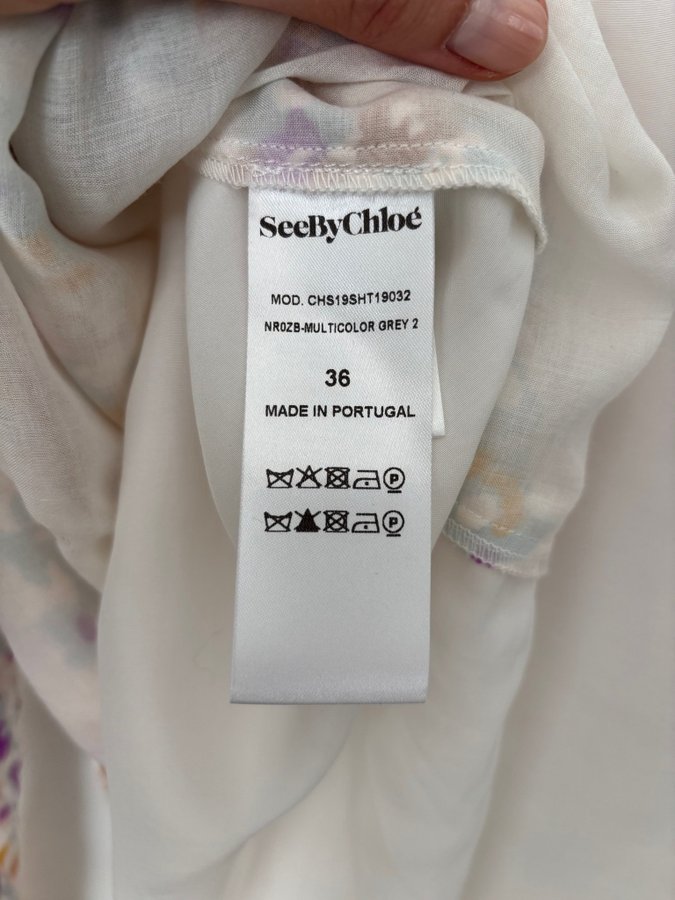 SeeByChloé
MOD. CHS19SHT19032
NR0ZB-MULTICOLOR GREY 2
36
MADE IN PORTUGAL
P
P